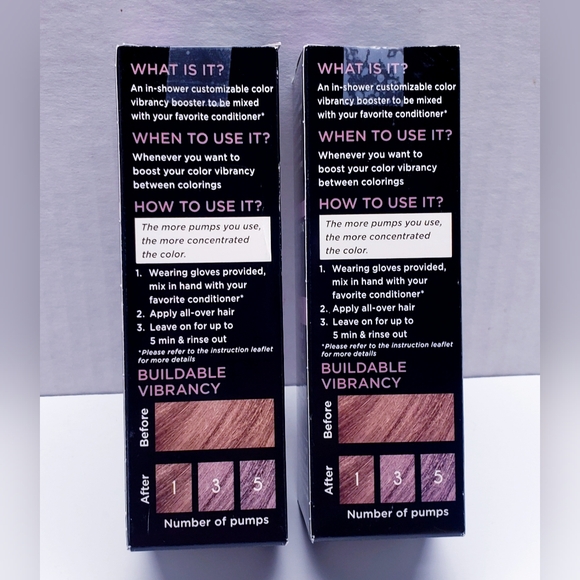 WHAT IS IT?
An in-shower customizable color
vibrancy booster to be mixed
with your favorite conditioner*
WHEN TO USE IT?
Whenever you want to
boost your color vibrancy
between colorings
HOW TO USE IT?
The more pumps you use,
the more concentrated
the color.
1. Wearing gloves provided,
mix in hand with your
favorite conditioner*
2. Apply all-over hair
3. Leave on for up to
5 min & rinse out
*Please refer to the instruction leaflet
for more details
BUILDABLE
VIBRANCY
Before
After
1 3 5
Number of pumps
WHAT IS IT?
An in-shower customizable color
vibrancy booster to be mixed
with your favorite conditioner*
WHEN TO USE IT?
Whenever you want to
boost your color vibrancy
between colorings
HOW TO USE IT?
The more pumps you use,
the more concentrated
the color.
1. Wearing gloves provided,
mix in hand with your
favorite conditioner*
2. Apply all-over hair
3. Leave on for up to
5 min & rinse out
*Please refer to the instruction leaflet
for more details
BUILDABLE
VIBRANCY
Before
After
1 3 5
Number of pumps